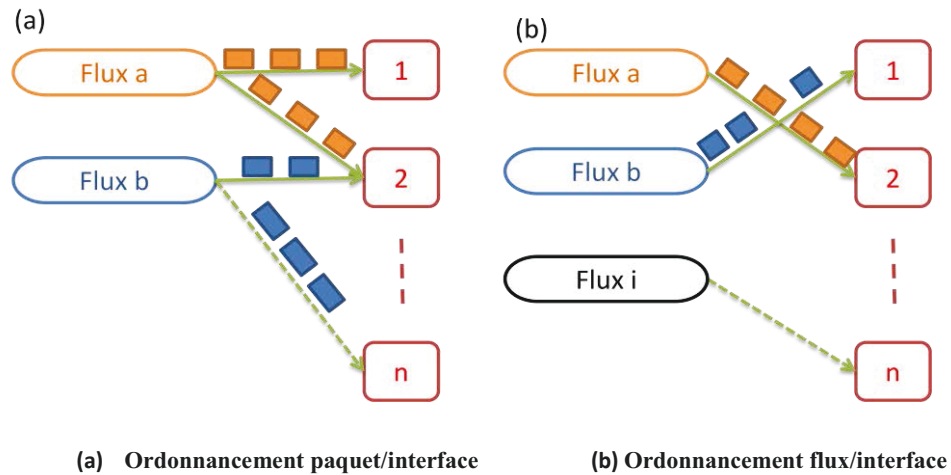 (a)
Flux a
1
Flux b
2
n
(b)
Flux a
1
Flux b
2
Flux i
n
(a) Ordonnancement paquet/interface
(b) Ordonnancement flux/interface